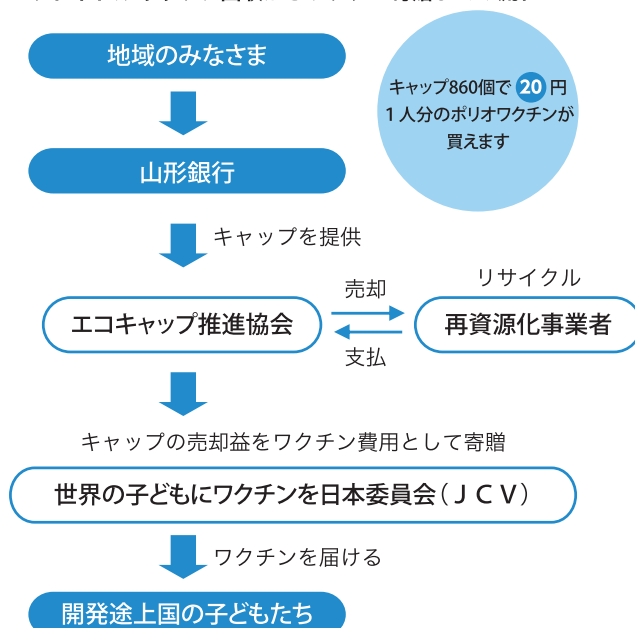 地域のみなさま
キャップ860個で 20 円
1人分のポリオワクチンが
買えます
山形銀行
キャップを提供
リサイクル
売却
エコキャップ推進協会
再資源化事業者
支払
キャップの売却益をワクチン費用として寄贈
世界の子どもにワクチンを日本委員会(JCV)
ワクチンを届ける
開発途上国の子どもたち